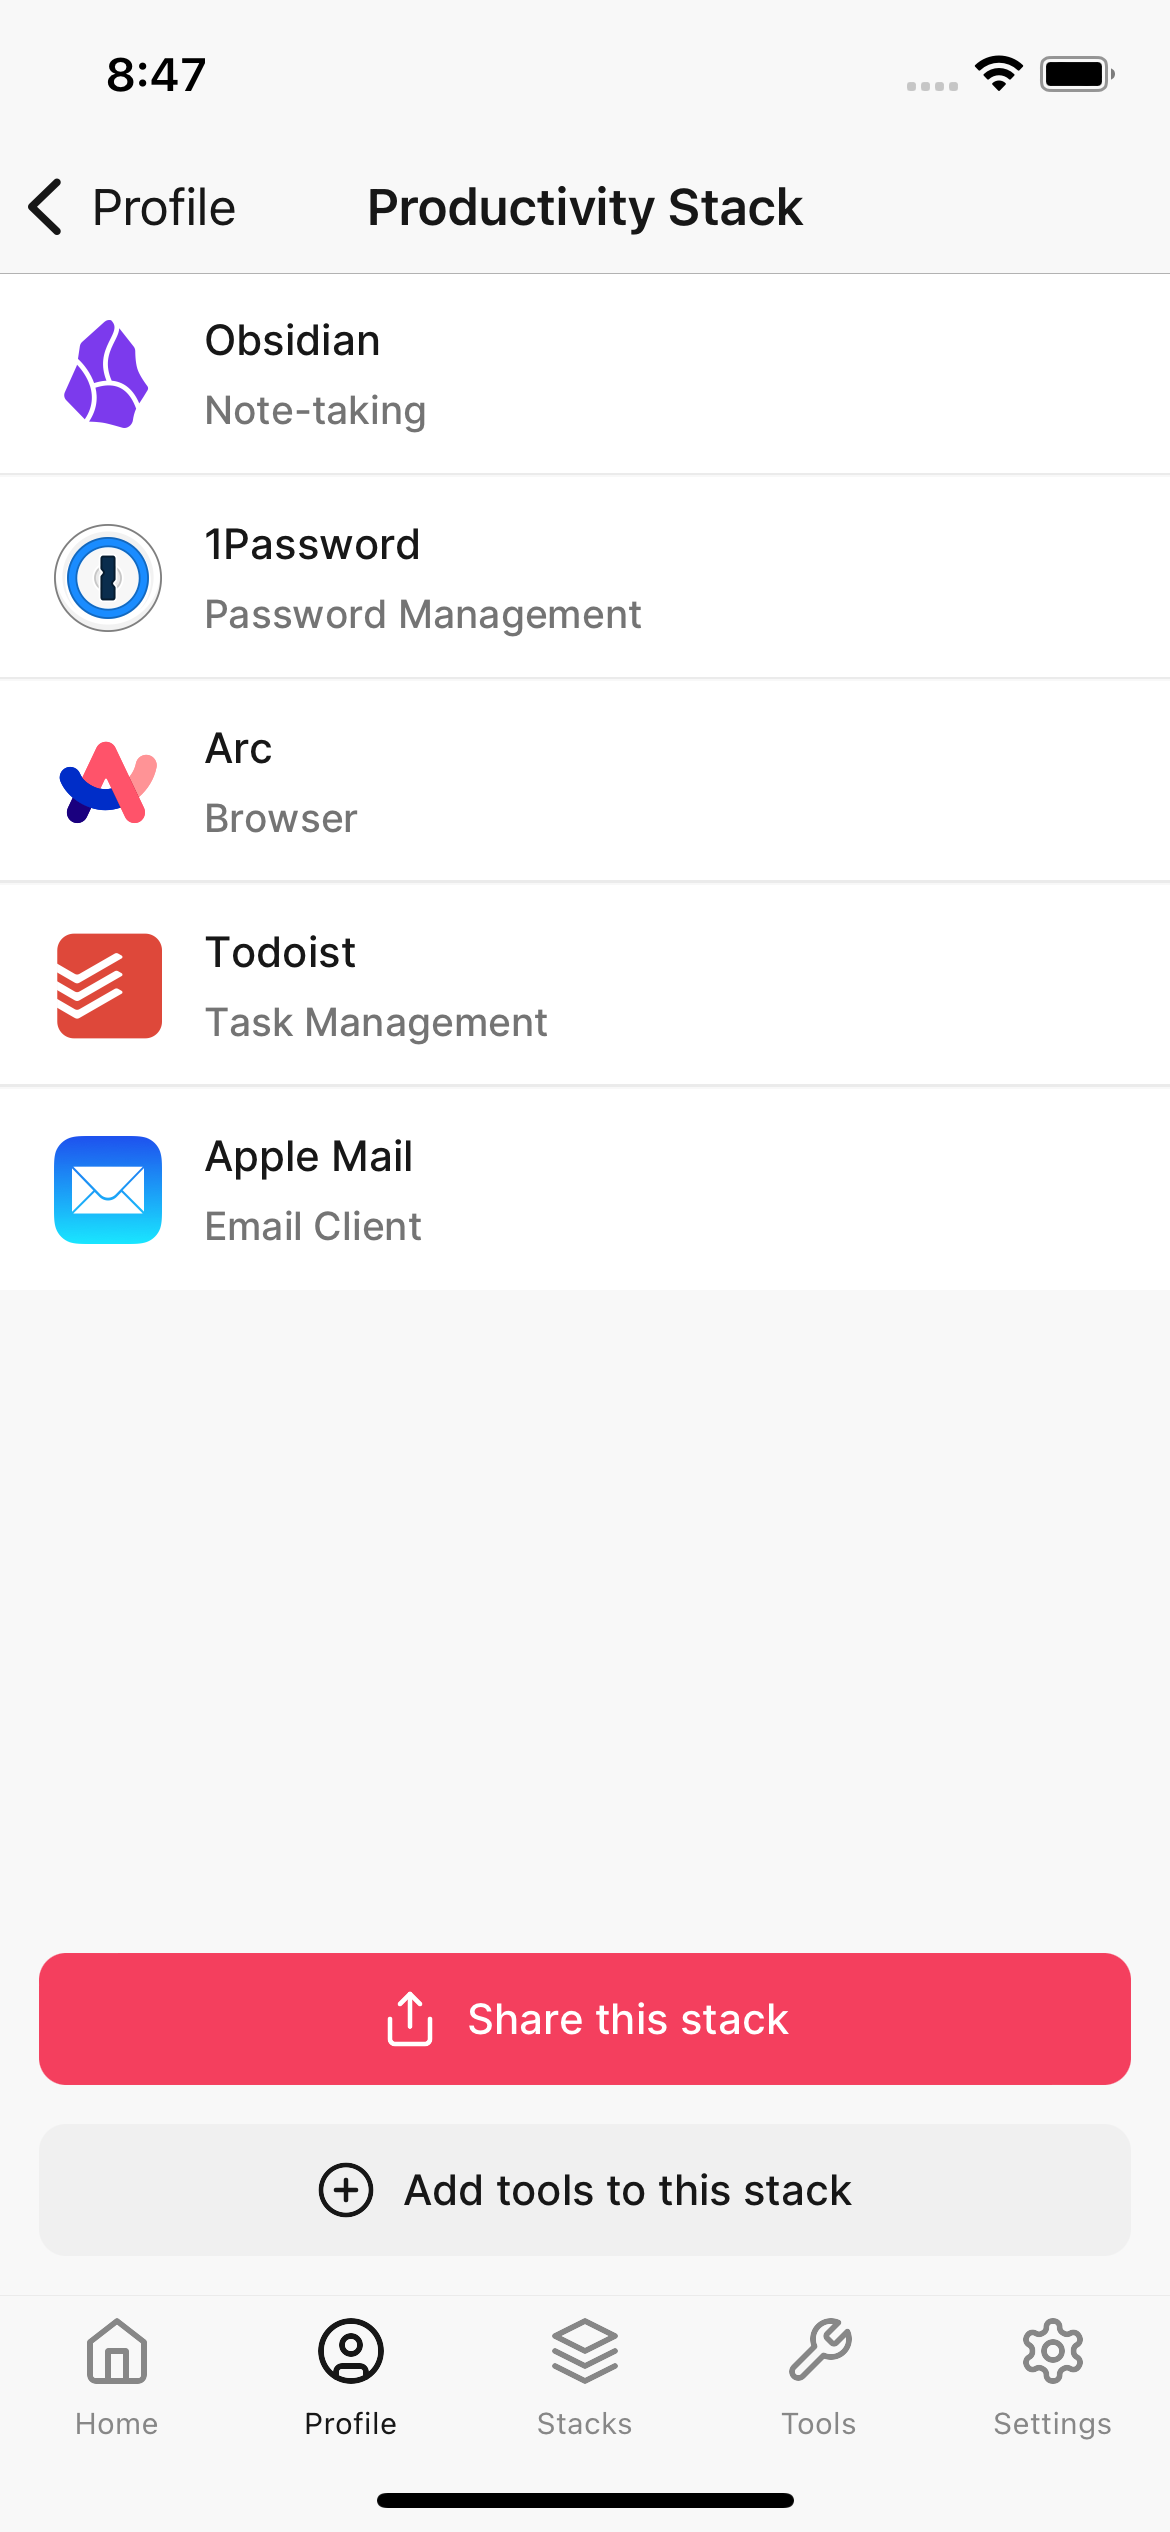 8:47
Profile
Productivity Stack
Obsidian
Note-taking
1Password
Password Management
Arc
Browser
Todoist
Task Management
Apple Mail
Email Client
Share this stack
Add tools to this stack
Home
Profile
Stacks
Tools
Settings